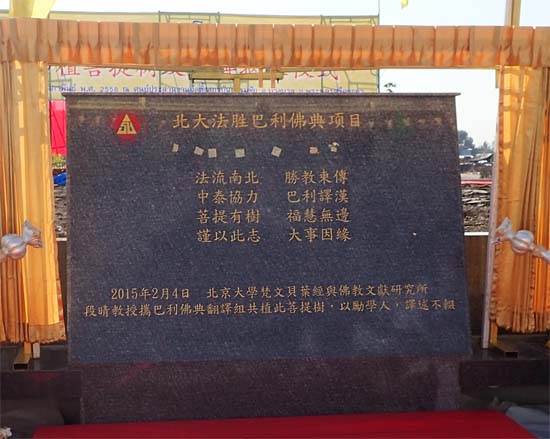 北大法胜巴利佛典項目
法流南北　勝教東傳
中泰協力　巴利譯漢
菩提有樹　福慧無邊
謹以此志　大事因緣
2015年2月4日　北京大學梵文貝葉經與佛教文獻研究所
段晴教授攜巴利佛典翻譯組共植此菩提樹，以勵學人，譯述不輟